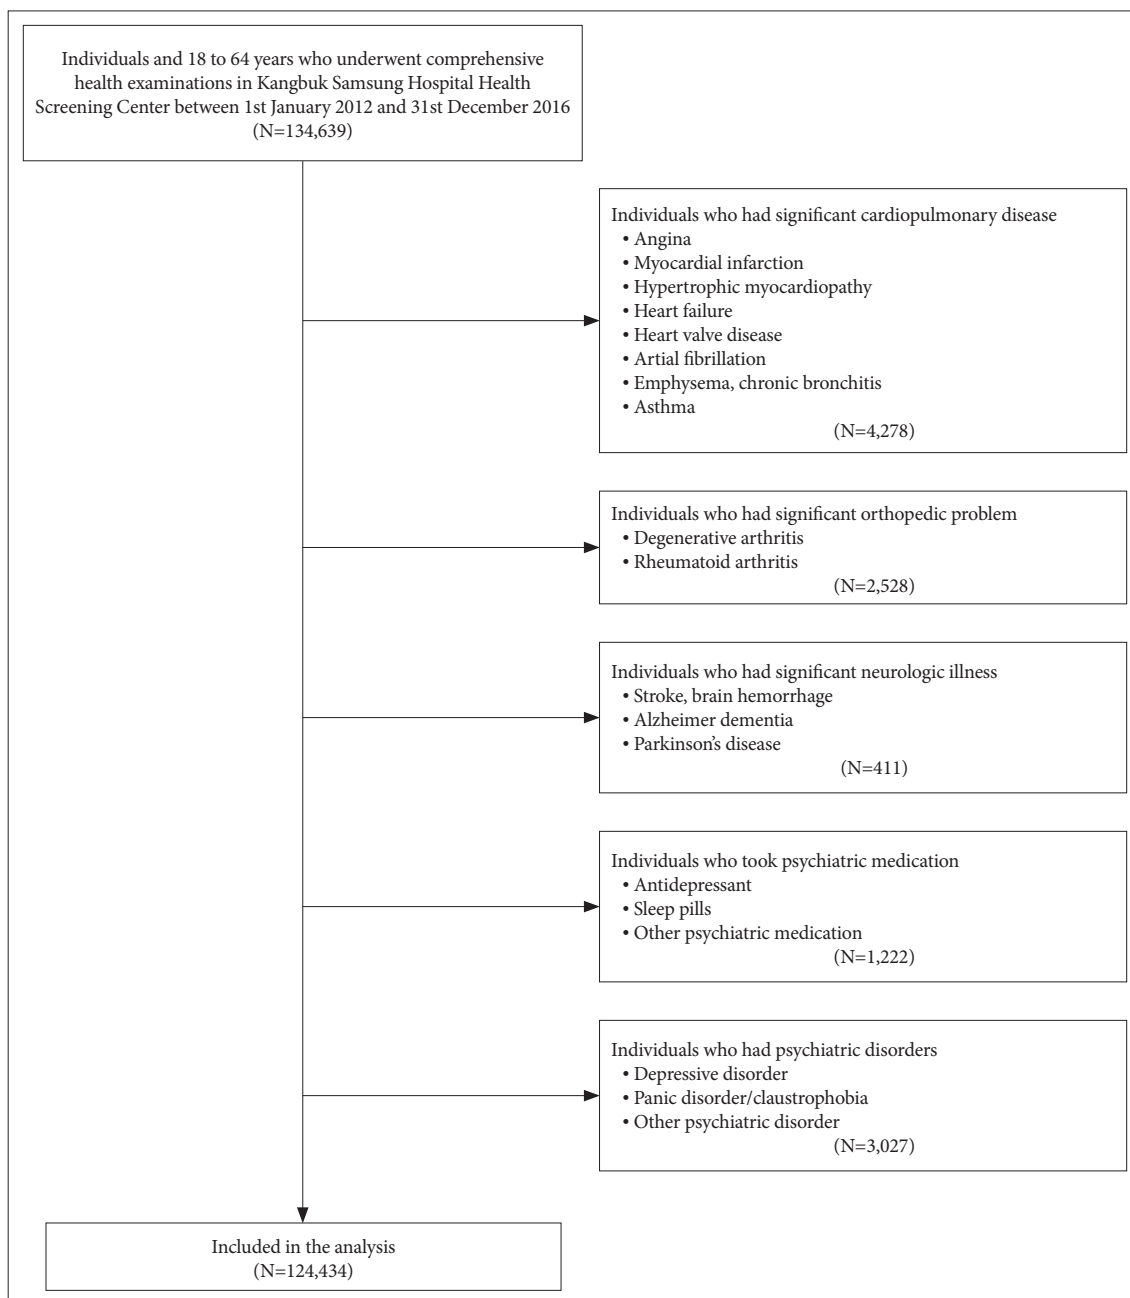 Individuals and 18 to 64 years who underwent comprehensive
health examinations in Kangbuk Samsung Hospital Health
Screening Center between 1st January 2012 and 31st December 2016
(N=134,639)
Individuals who had significant cardiopulmonary disease
• Angina
• Myocardial infarction
• Hypertrophic myocardiopathy
• Heart failure
• Heart valve disease
• Artial fibrillation
• Emphysema, chronic bronchitis
• Asthma
(N=4,278)
Individuals who had significant orthopedic problem
• Degenerative arthritis
• Rheumatoid arthritis
(N=2,528)
Individuals who had significant neurologic illness
• Stroke, brain hemorrhage
• Alzheimer dementia
• Parkinson’s disease
(N=411)
Individuals who took psychiatric medication
• Antidepressant
• Sleep pills
• Other psychiatric medication
(N=1,222)
Individuals who had psychiatric disorders
• Depressive disorder
• Panic disorder/claustrophobia
• Other psychiatric disorder
(N=3,027)
Included in the analysis
(N=124,434)